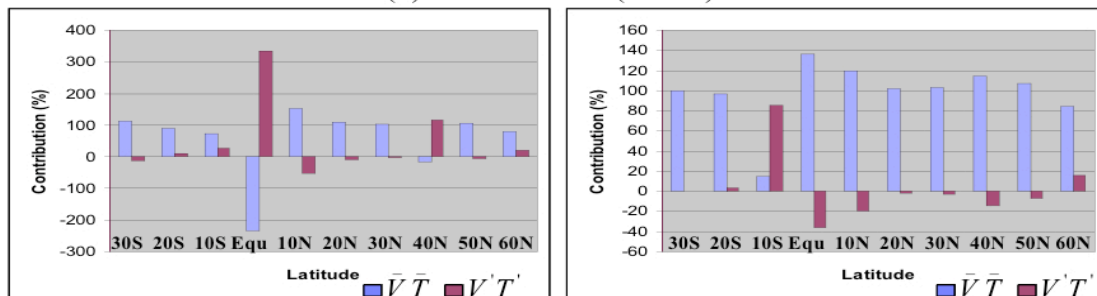 Contribution (%)
400
300
200
100
0
-100
-200
-300
30S 20S 10S Equ 10N 20N 30N 40N 50N 60N
Latitude
V̄ T̄ V'T'
Contribution (%)
160
140
120
100
80
60
40
20
0
-20
-40
-60
30S 20S 10S Equ 10N 20N 30N 40N 50N 60N
Latitude
V̄ T̄ V'T'